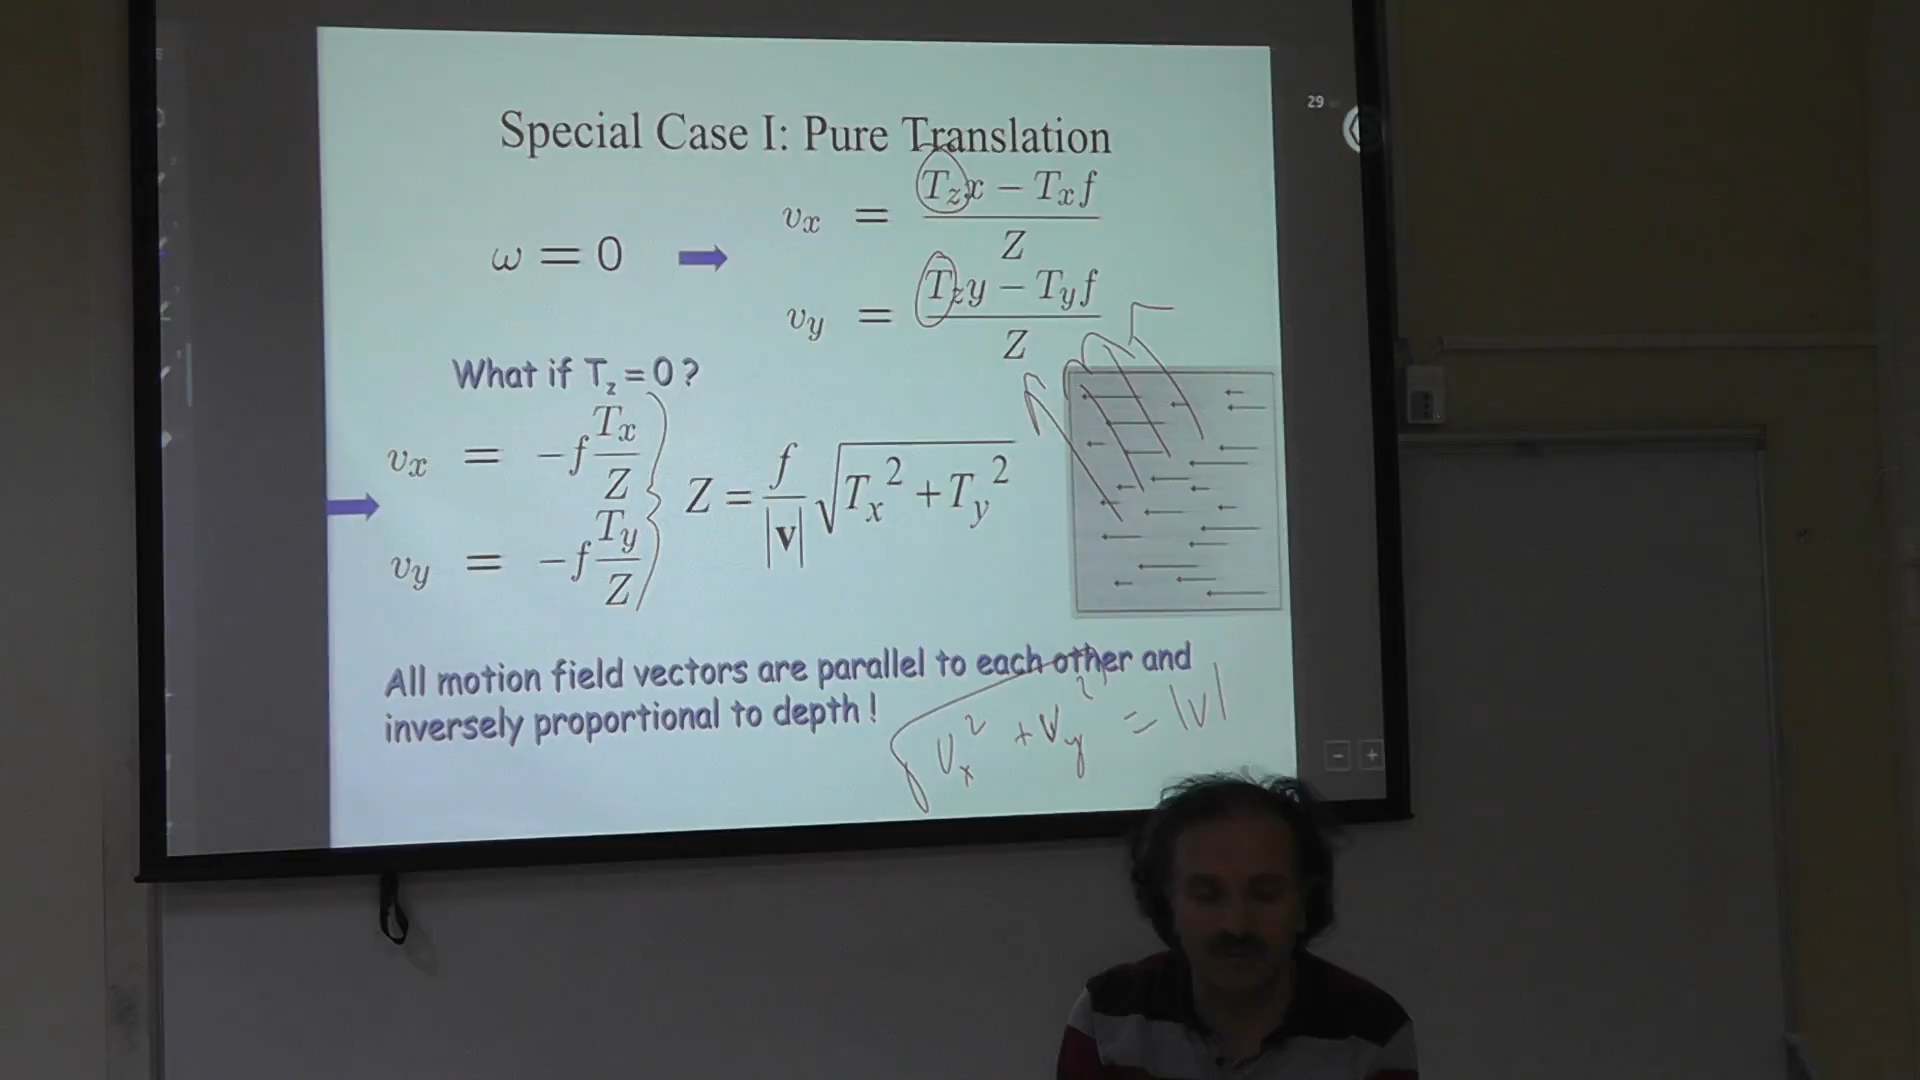 29
Special Case I: Pure Translation
ω = 0
v_x = (T_z x − T_x f) / Z
v_y = (T_z y − T_y f) / Z
What if T_z = 0 ?
v_x = −f T_x / Z
v_y = −f T_y / Z
Z = f / |v| √(T_x² + T_y²)
All motion field vectors are parallel to each other and
inversely proportional to depth !
√(v_x² + v_y²) = |v|